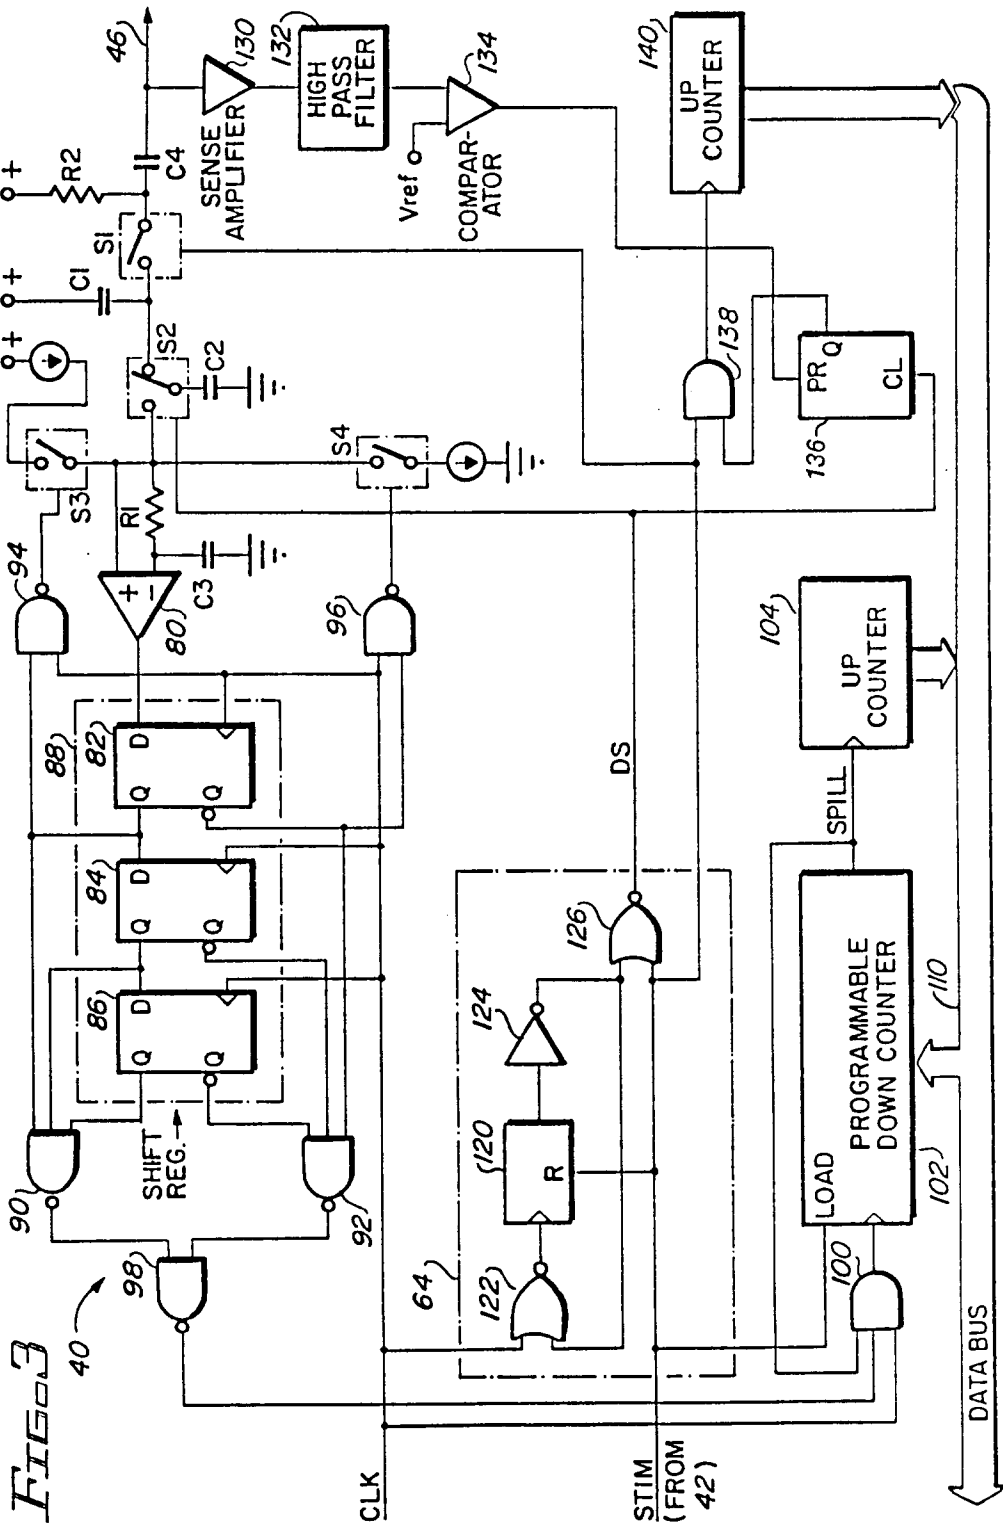 FIG.3
40
46
+
R2
+
C1
+
S1
C4
S2
C2
S3
S4
R1
C3
+
−
80
94
96
SENSE
AMPLIFIER
130
132
HIGH
PASS
FILTER
134
Vref
COMPAR-
ATOR
140
UP
COUNTER
138
PR
Q
CL
136
88
82
D
Q
Q
84
D
Q
Q
86
D
Q
Q
SHIFT
REG.
90
92
98
64
122
120
R
124
126
DS
CLK
STIM
(FROM
42)
104
UP
COUNTER
SPILL
LOAD
PROGRAMMABLE
DOWN COUNTER
102
100
110
DATA BUS